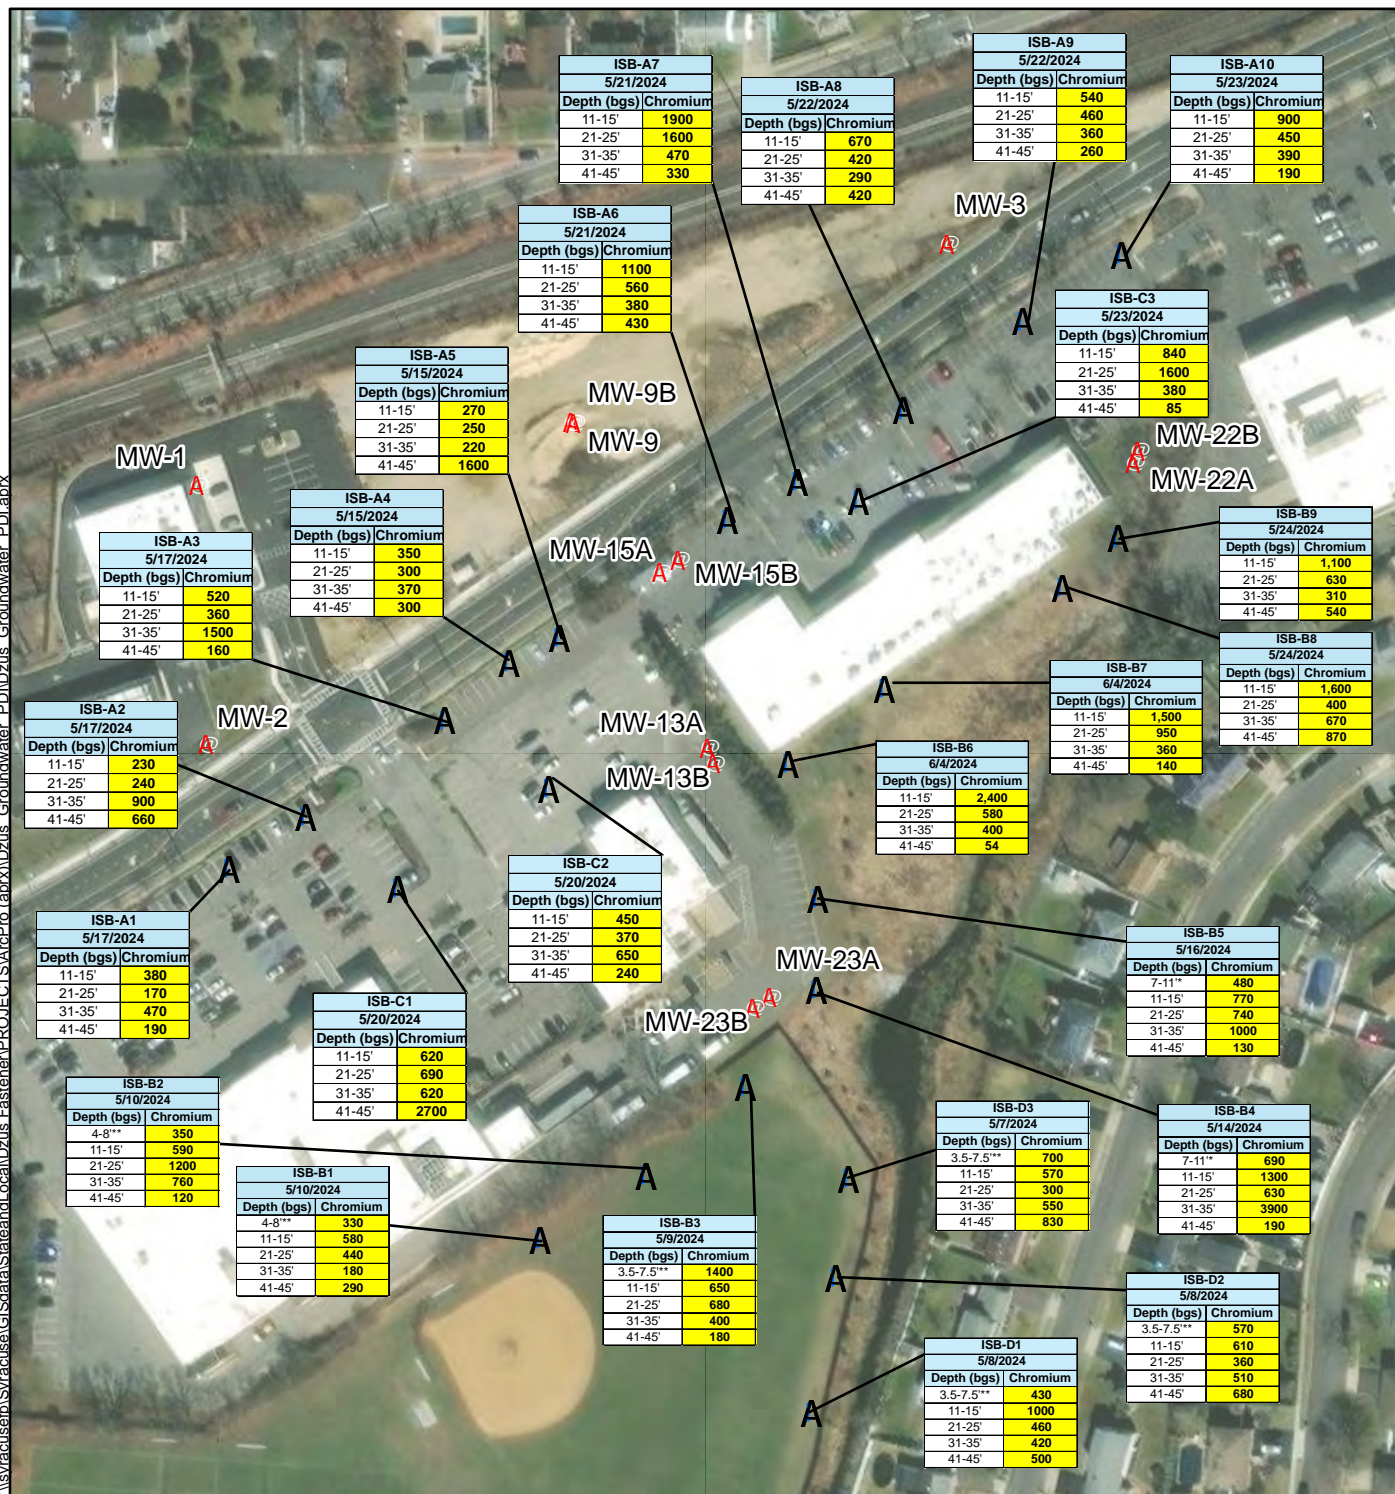 ISB-A9
5/22/2024
Depth (bgs) Chromium
11-15' 540
21-25' 460
31-35' 360
41-45' 260
ISB-A7
5/21/2024
Depth (bgs) Chromium
11-15' 1900
21-25' 1600
31-35' 470
41-45' 330
ISB-A10
5/23/2024
Depth (bgs) Chromium
11-15' 900
21-25' 450
31-35' 390
41-45' 190
ISB-A8
5/22/2024
Depth (bgs) Chromium
11-15' 670
21-25' 420
31-35' 290
41-45' 420
MW-3
ISB-A6
5/21/2024
Depth (bgs) Chromium
11-15' 1100
21-25' 560
31-35' 380
41-45' 430
ISB-C3
5/23/2024
Depth (bgs) Chromium
11-15' 840
21-25' 1600
31-35' 380
41-45' 85
ISB-A5
5/15/2024
Depth (bgs) Chromium
11-15' 270
21-25' 250
31-35' 220
41-45' 1600
MW-9B
MW-9
MW-22B
MW-22A
MW-1
ISB-A4
5/15/2024
Depth (bgs) Chromium
11-15' 350
21-25' 300
31-35' 370
41-45' 300
ISB-B9
5/24/2024
Depth (bgs) Chromium
11-15' 1,100
21-25' 630
31-35' 310
41-45' 540
ISB-A3
5/17/2024
Depth (bgs) Chromium
11-15' 520
21-25' 360
31-35' 1500
41-45' 160
MW-15A
MW-15B
ISB-B8
5/24/2024
Depth (bgs) Chromium
11-15' 1,600
21-25' 400
31-35' 670
41-45' 870
ISB-B7
6/4/2024
Depth (bgs) Chromium
11-15' 1,500
21-25' 950
31-35' 360
41-45' 140
ISB-A2
5/17/2024
Depth (bgs) Chromium
11-15' 230
21-25' 240
31-35' 900
41-45' 660
MW-2
MW-13A
MW-13B
ISB-B6
6/4/2024
Depth (bgs) Chromium
11-15' 2,400
21-25' 580
31-35' 400
41-45' 54
ISB-C2
5/20/2024
Depth (bgs) Chromium
11-15' 450
21-25' 370
31-35' 650
41-45' 240
ISB-A1
5/17/2024
Depth (bgs) Chromium
11-15' 380
21-25' 170
31-35' 470
41-45' 190
ISB-B5
5/16/2024
Depth (bgs) Chromium
7-11'* 480
11-15' 770
21-25' 740
31-35' 1000
41-45' 130
MW-23A
MW-23B
ISB-C1
5/20/2024
Depth (bgs) Chromium
11-15' 620
21-25' 690
31-35' 620
41-45' 2700
ISB-B2
5/10/2024
Depth (bgs) Chromium
4-8'** 350
11-15' 590
21-25' 1200
31-35' 760
41-45' 120
ISB-D3
5/7/2024
Depth (bgs) Chromium
3.5-7.5'** 700
11-15' 570
21-25' 300
31-35' 550
41-45' 830
ISB-B4
5/14/2024
Depth (bgs) Chromium
7-11'* 690
11-15' 1300
21-25' 630
31-35' 3900
41-45' 190
ISB-B1
5/10/2024
Depth (bgs) Chromium
4-8'** 330
11-15' 580
21-25' 440
31-35' 180
41-45' 290
ISB-B3
5/9/2024
Depth (bgs) Chromium
3.5-7.5'** 1400
11-15' 650
21-25' 680
31-35' 400
41-45' 180
ISB-D2
5/8/2024
Depth (bgs) Chromium
3.5-7.5'** 570
11-15' 610
21-25' 360
31-35' 510
41-45' 680
ISB-D1
5/8/2024
Depth (bgs) Chromium
3.5-7.5'** 430
11-15' 1000
21-25' 460
31-35' 420
41-45' 500